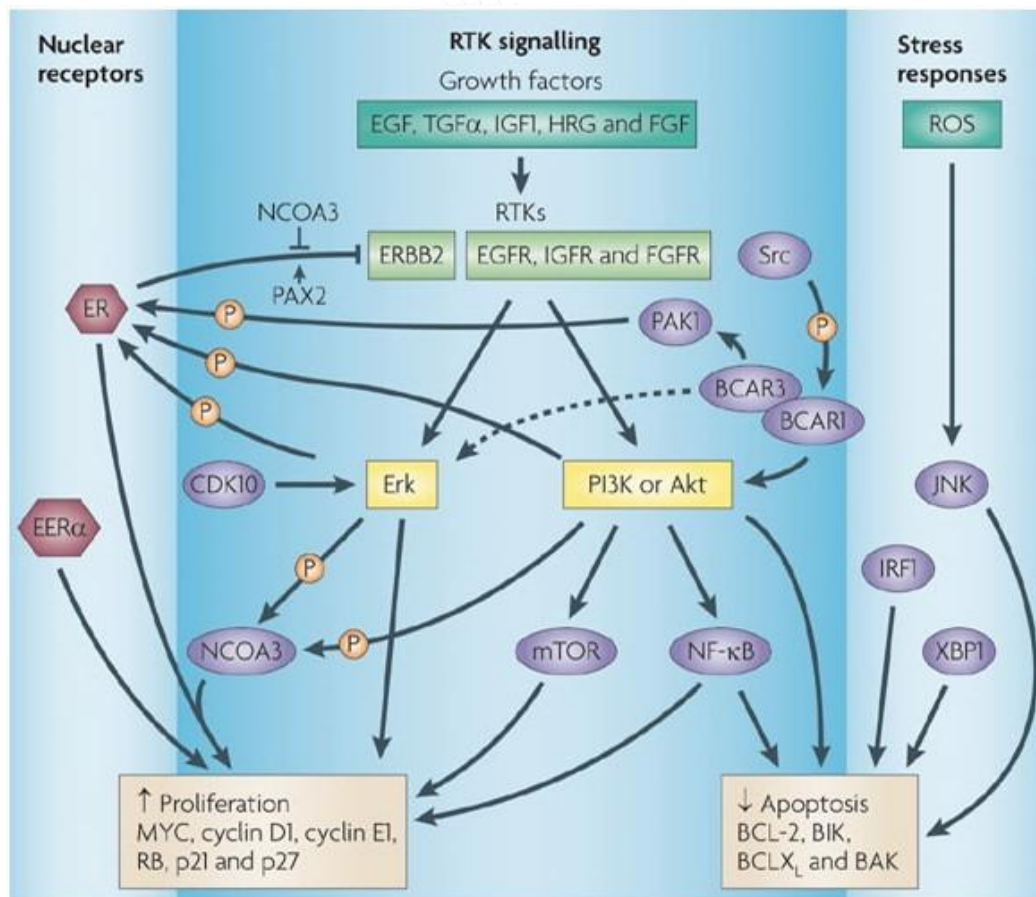 Nuclear
receptors
RTK signalling
Growth factors
EGF, TGFα, IGF1, HRG and FGF
Stress
responses
ROS
RTKs
NCOA3
ERBB2
EGFR, IGFR and FGFR
Src
PAX2
ER
P
PAK1
P
P
BCAR3
P
BCAR1
CDK10
Erk
PI3K or Akt
JNK
EERα
P
IRF1
NCOA3
P
mTOR
NF-κB
XBP1
↑ Proliferation
MYC, cyclin D1, cyclin E1,
RB, p21 and p27
↓ Apoptosis
BCL-2, BIK,
BCLXL and BAK